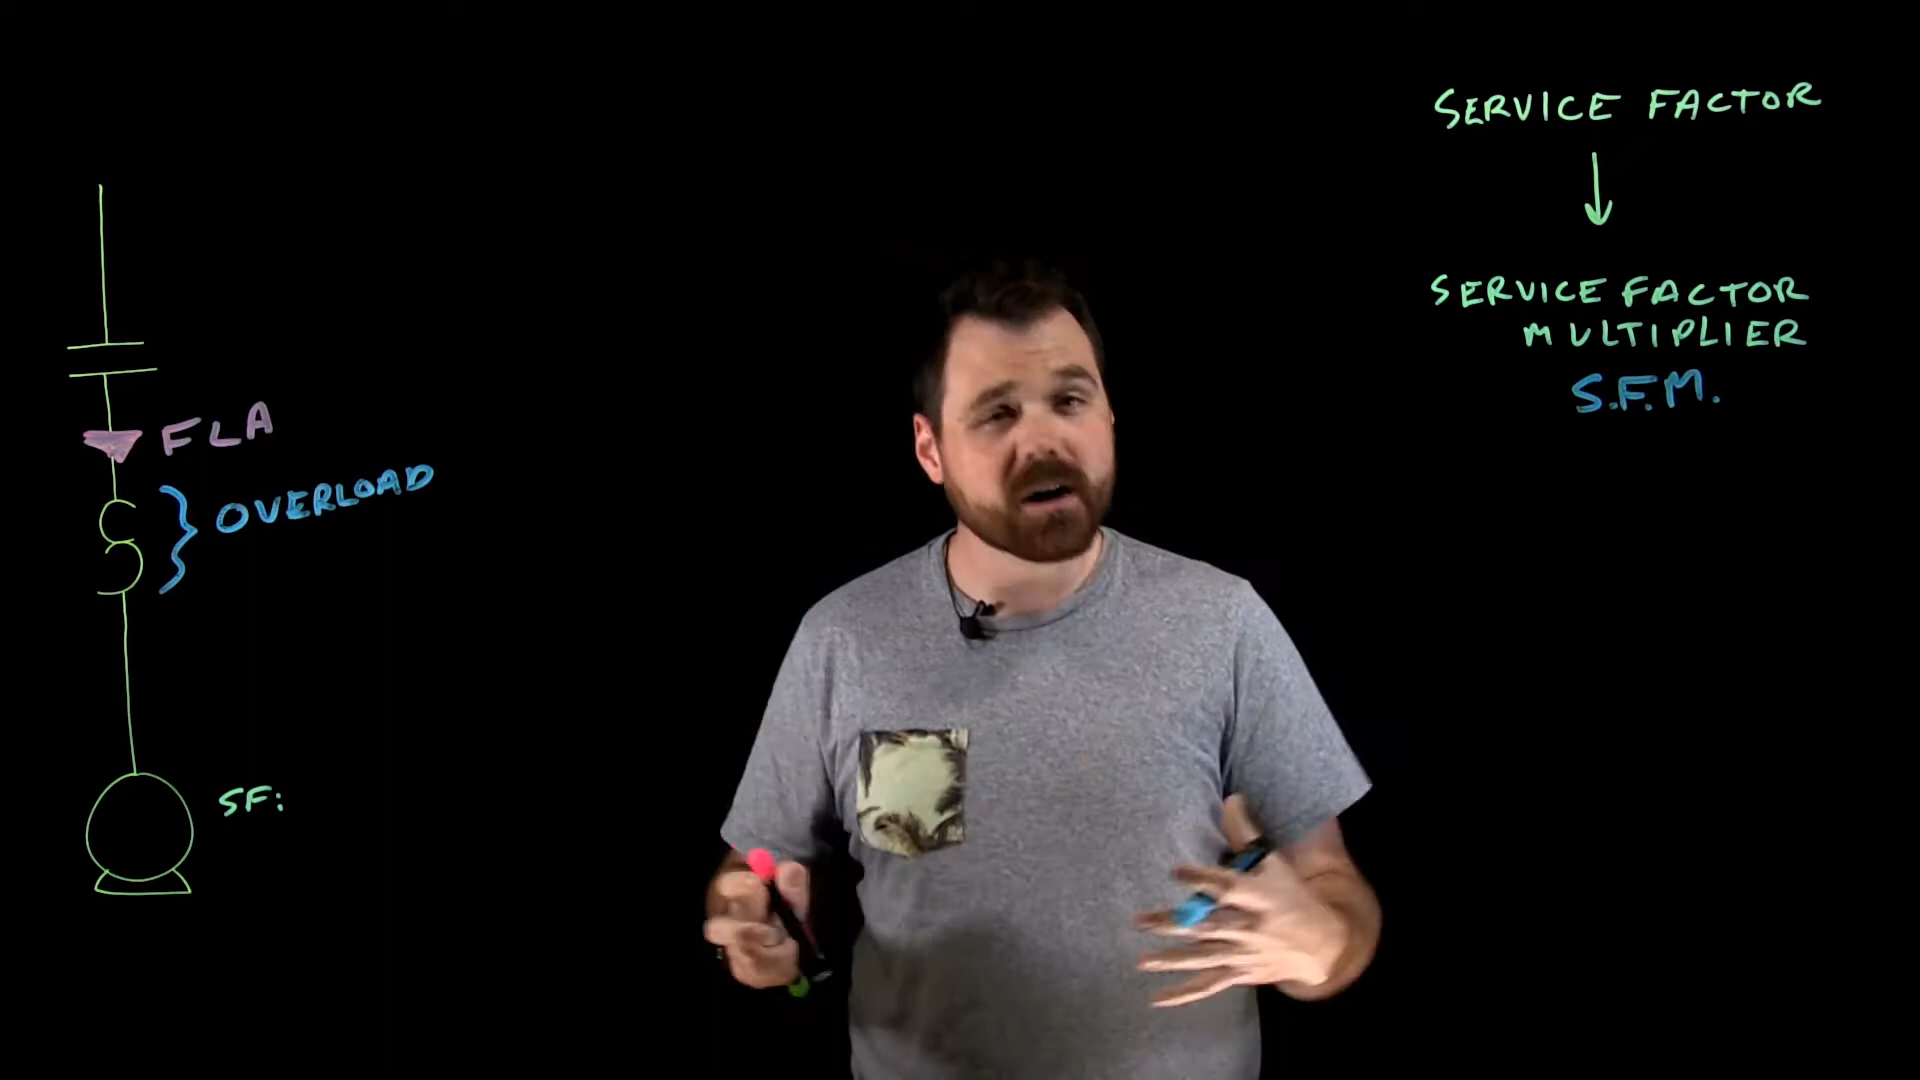 SERVICE FACTOR
SERVICE FACTOR
MULTIPLIER
S.F.M.
FLA
OVERLOAD
SF: